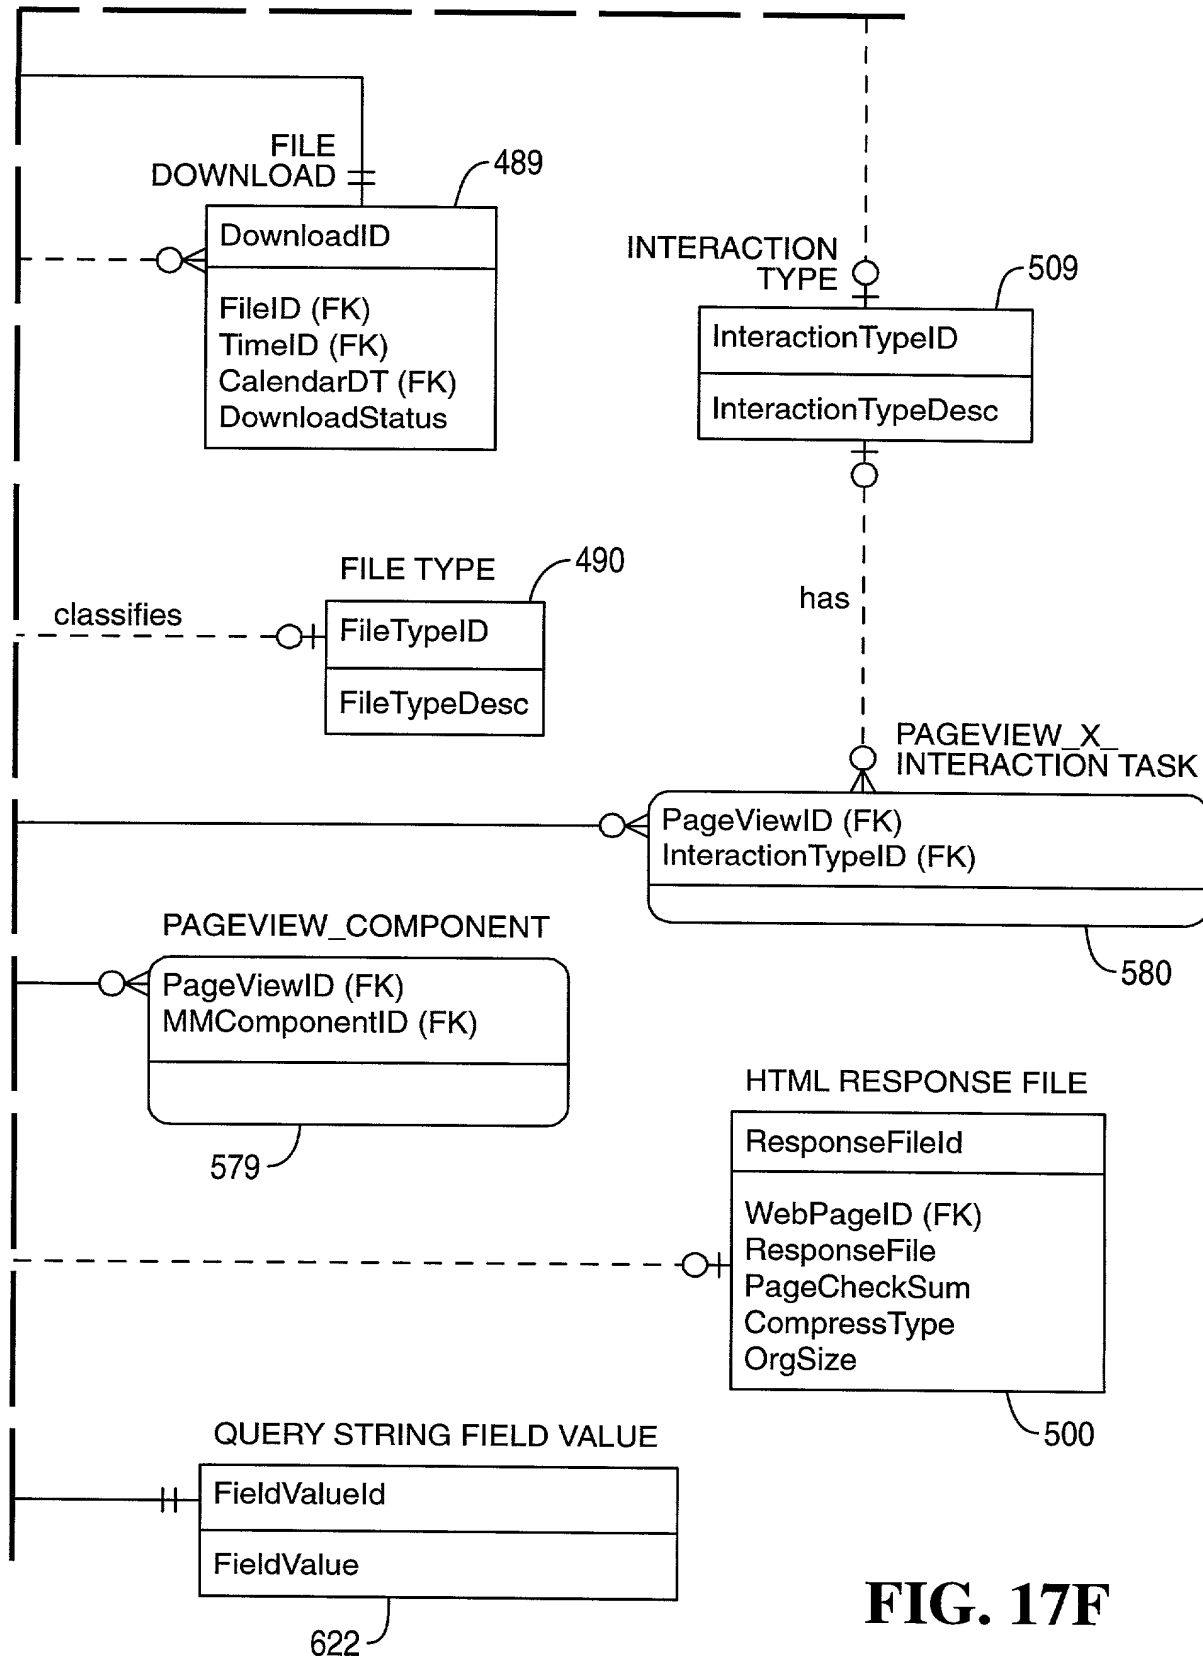 FILE
DOWNLOAD
489
DownloadID
FileID (FK)
TimeID (FK)
CalendarDT (FK)
DownloadStatus
INTERACTION
TYPE
509
InteractionTypeID
InteractionTypeDesc
FILE TYPE
490
classifies
FileTypeID
FileTypeDesc
has
PAGEVIEW_X_
INTERACTION TASK
PageViewID (FK)
InteractionTypeID (FK)
580
PAGEVIEW_COMPONENT
PageViewID (FK)
MMComponentID (FK)
579
HTML RESPONSE FILE
ResponseFileId
WebPageID (FK)
ResponseFile
PageCheckSum
CompressType
OrgSize
500
QUERY STRING FIELD VALUE
FieldValueId
FieldValue
622
FIG. 17F